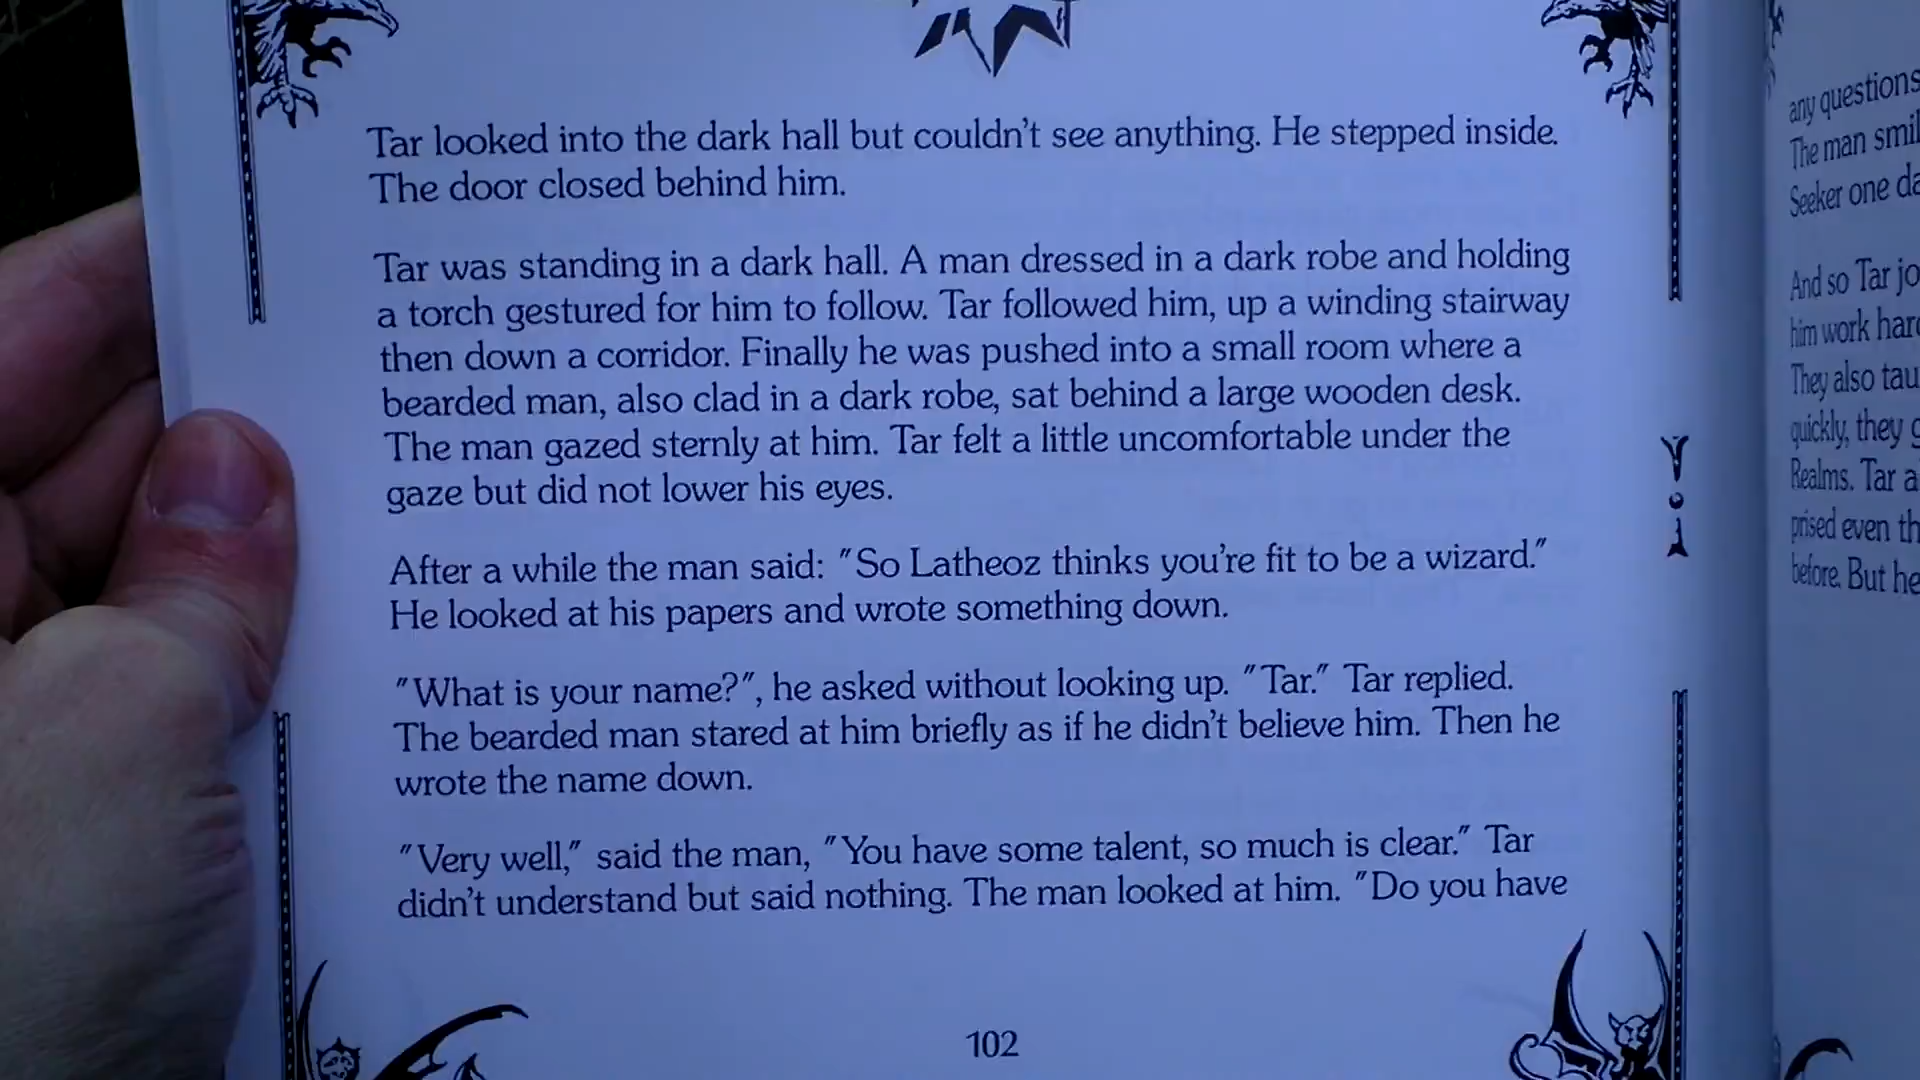 Tar looked into the dark hall but couldn't see anything. He stepped inside.
The door closed behind him.
Tar was standing in a dark hall. A man dressed in a dark robe and holding
a torch gestured for him to follow. Tar followed him, up a winding stairway
then down a corridor. Finally he was pushed into a small room where a
bearded man, also clad in a dark robe, sat behind a large wooden desk.
The man gazed sternly at him. Tar felt a little uncomfortable under the
gaze but did not lower his eyes.
After a while the man said: "So Latheoz thinks you're fit to be a wizard."
He looked at his papers and wrote something down.
"What is your name?", he asked without looking up. "Tar." Tar replied.
The bearded man stared at him briefly as if he didn't believe him. Then he
wrote the name down.
"Very well," said the man, "You have some talent, so much is clear." Tar
didn't understand but said nothing. The man looked at him. "Do you have
102
any questions
The man
Seeker one
And so Tar
him work
They also
quickly, they
Realms. Tar
prised even
before. But he